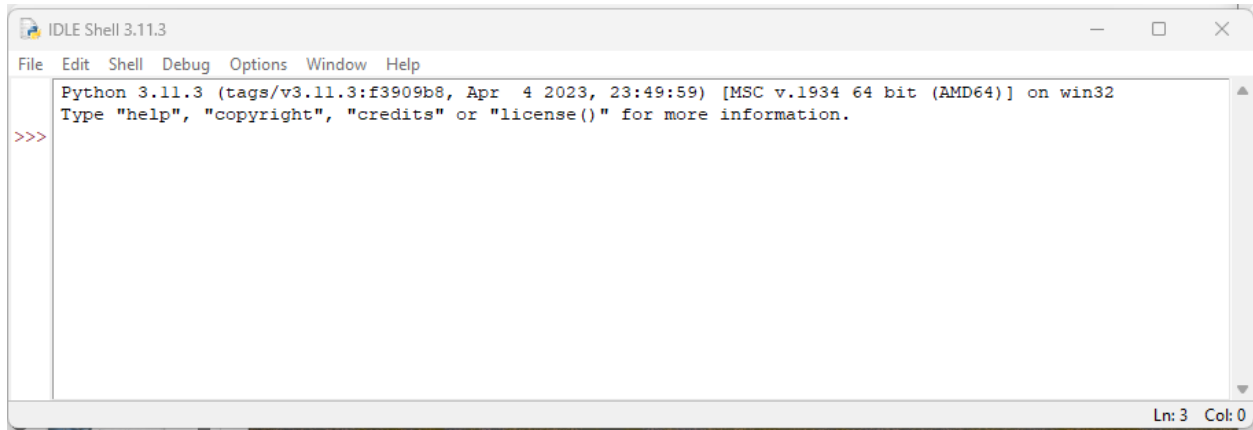 IDLE Shell 3.11.3
File Edit Shell Debug Options Window Help
Python 3.11.3 (tags/v3.11.3:f3909b8, Apr  4 2023, 23:49:59) [MSC v.1934 64 bit (AMD64)] on win32
Type "help", "copyright", "credits" or "license()" for more information.
>>>
Ln: 3 Col: 0